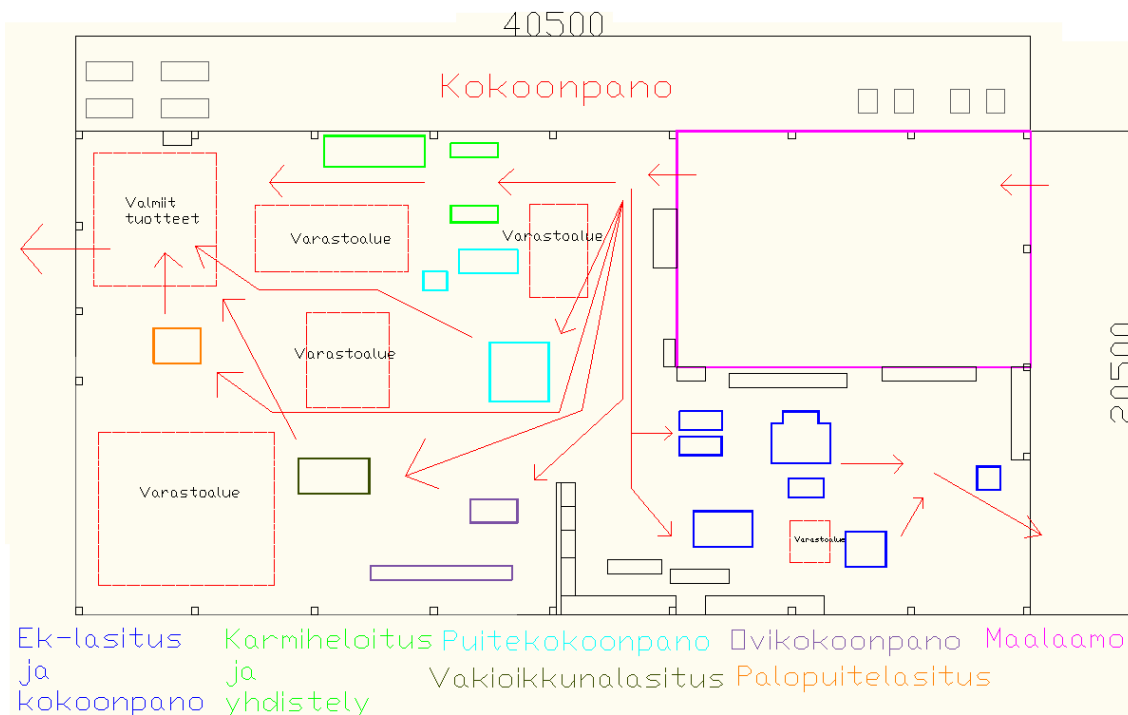 40500
Kokoonpano
Valmiit
tuotteet
Varastoalue
Varastoalue
Varastoalue
20500
Varastoalue
Varastoalue
Ek-lasitus
ja
kokoonpano
Karmiheloitus
ja
yhdistely
Puitekokoonpano
Ovikokoonpano
Maalaamo
Vakioikkunalasitus
Palopuitelasitus